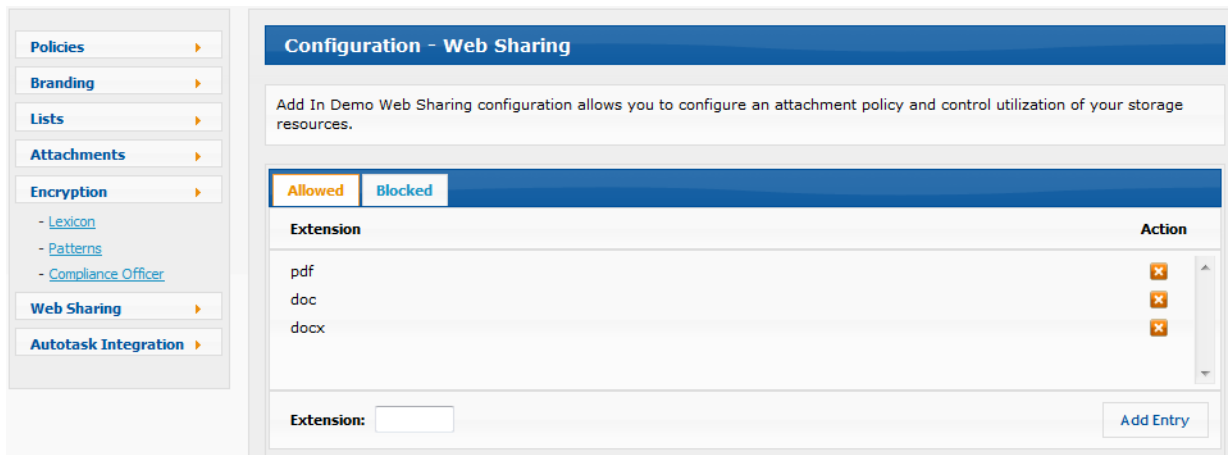 Policies
Branding
Lists
Attachments
Encryption
- Lexicon
- Patterns
- Compliance Officer
Web Sharing
Autotask Integration
Configuration - Web Sharing
Add In Demo Web Sharing configuration allows you to configure an attachment policy and control utilization of your storage
resources.
Allowed Blocked
Extension Action
pdf
doc
docx
Extension: Add Entry